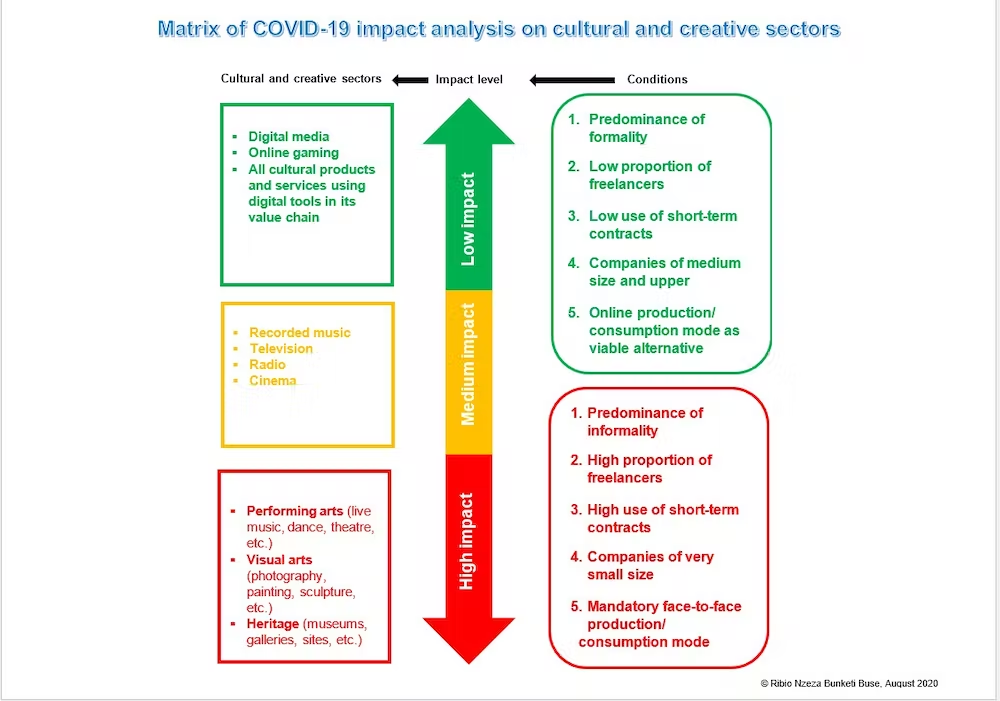 Matrix of COVID-19 impact analysis on cultural and creative sectors
Cultural and creative sectors
Impact level
Conditions
▪ Digital media
▪ Online gaming
▪ All cultural products
and services using
digital tools in its
value chain
▪ Recorded music
▪ Television
▪ Radio
▪ Cinema
▪ Performing arts (live
music, dance, theatre,
etc.)
▪ Visual arts
(photography,
painting, sculpture,
etc.)
▪ Heritage (museums,
galleries, sites, etc.)
Low impact
Medium impact
High impact
1. Predominance of
formality
2. Low proportion of
freelancers
3. Low use of short-term
contracts
4. Companies of medium
size and upper
5. Online production/
consumption mode as
viable alternative
1. Predominance of
informality
2. High proportion of
freelancers
3. High use of short-term
contracts
4. Companies of very
small size
5. Mandatory face-to-face
production/
consumption mode
© Ribio Nzeza Bunketi Buse, August 2020